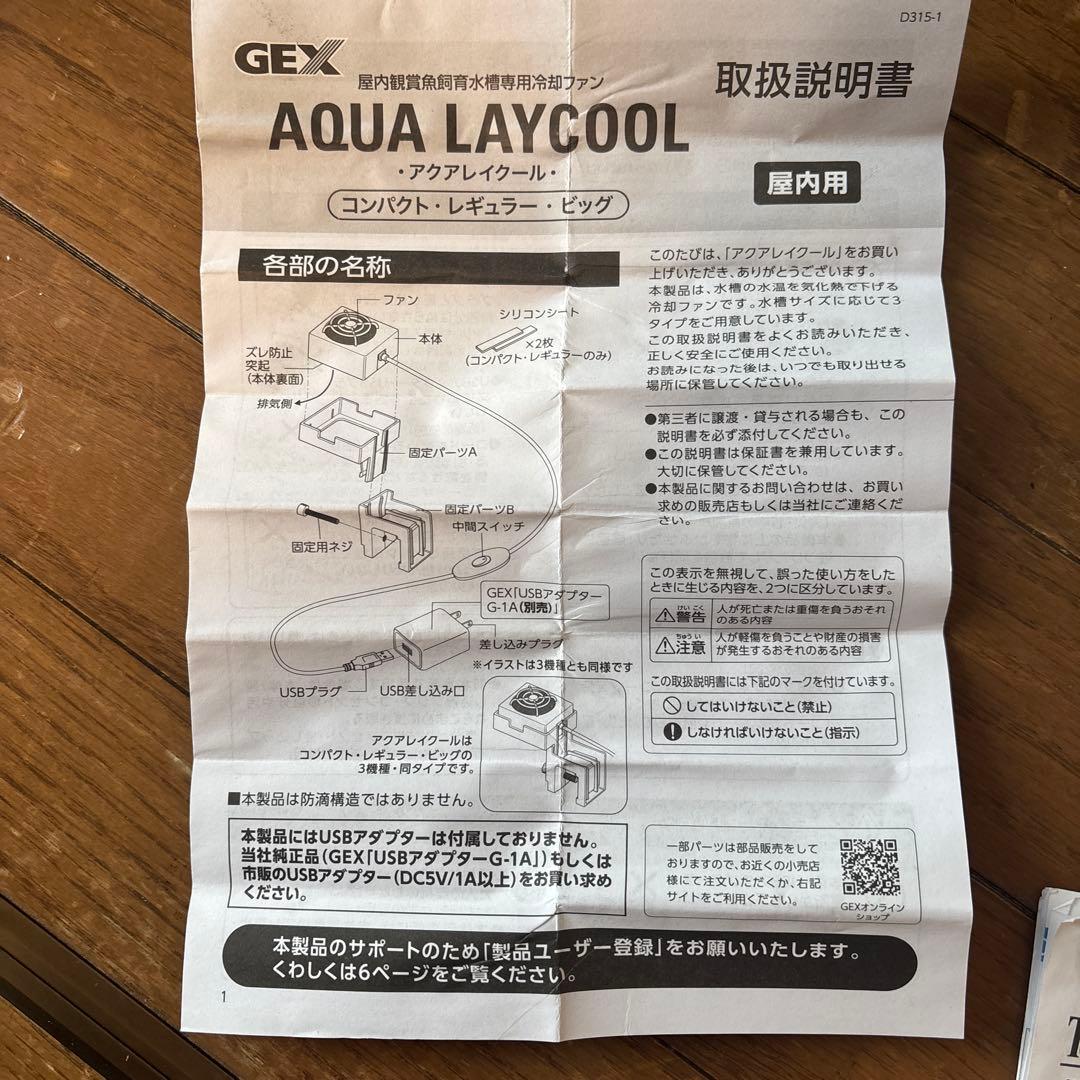 D315-1
GEX
屋内観賞魚飼育水槽専用冷却ファン
取扱説明書
AQUA LAYCOOL
・アクアレイクール・
屋内用
コンパクト・レギュラー・ビッグ
各部の名称
ファン
シリコンシート
本体
×2枚
(コンパクト・レギュラーのみ)
ズレ防止
突起
(本体裏面)
排気側
固定パーツA
固定パーツB
中間スイッチ
固定用ネジ
GEX「USBアダプター
G-1A(別売)」
差し込みプラグ
※イラストは3機種とも同様です
USBプラグ
USB差し込み口
アクアレイクールは
コンパクト・レギュラー・ビッグの
3機種・同タイプです。
■本製品は防滴構造ではありません。
本製品にはUSBアダプターは付属しておりません。
当社純正品(GEX「USBアダプターG-1A」)もしくは
市販のUSBアダプター(DC5V/1A以上)をお買い求め
ください。
このたびは、「アクアレイクール」をお買い
上げいただき、ありがとうございます。
本製品は、水槽の水温を気化熱で下げる
冷却ファンです。水槽サイズに応じて3
タイプをご用意しています。
この取扱説明書をよくお読みいただき、
正しく安全にご使用ください。
お読みになった後は、いつでも取り出せる
場所に保管してください。
●第三者に譲渡・貸与される場合も、この
説明書を必ず添付してください。
●この説明書は保証書を兼用しています。
大切に保管してください。
●本製品に関するお問い合わせは、お買い
求めの販売店もしくは当社にご連絡くだ
さい。
この表示を無視して、誤った使い方をした
ときに生じる内容を、2つに区分しています。
けいこく
警告
人が死亡または重傷を負うおそれ
のある内容
ちゅうい
注意
人が軽傷を負うことや財産の損害
が発生するおそれのある内容
この取扱説明書には下記のマークを付けています。
してはいけないこと(禁止)
しなければいけないこと(指示)
一部パーツは部品販売をして
おりますので、お近くの小売店
様にて注文いただくか、右記
サイトをご利用ください。
GEXオンライン
ショップ
本製品のサポートのため「製品ユーザー登録」をお願いいたします。
くわしくは6ページをご覧ください。
1